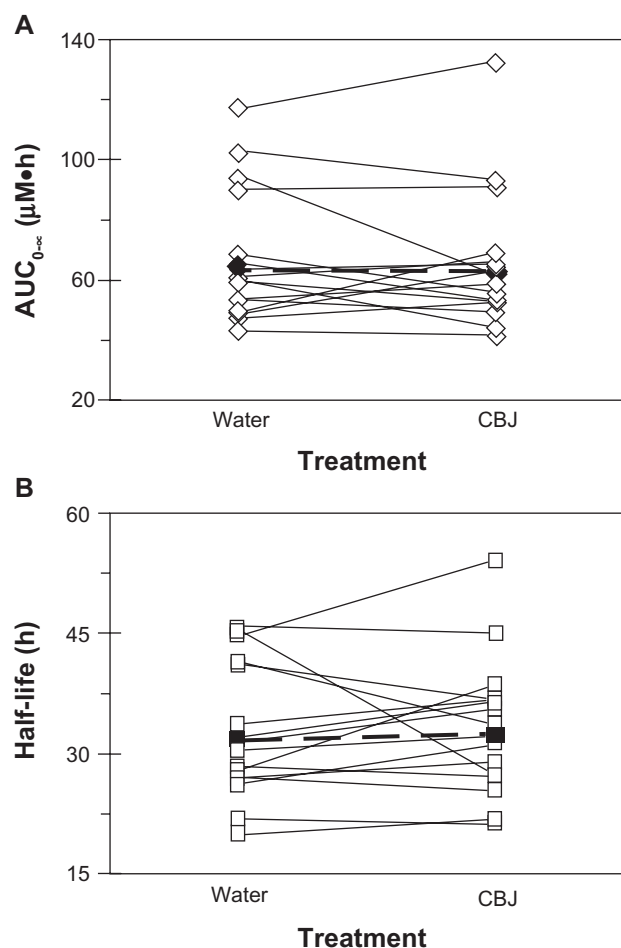 A
140
100
60
20
AUC0-∝ (μM•h)
Water
CBJ
Treatment
B
60
45
30
15
Half-life (h)
Water
CBJ
Treatment